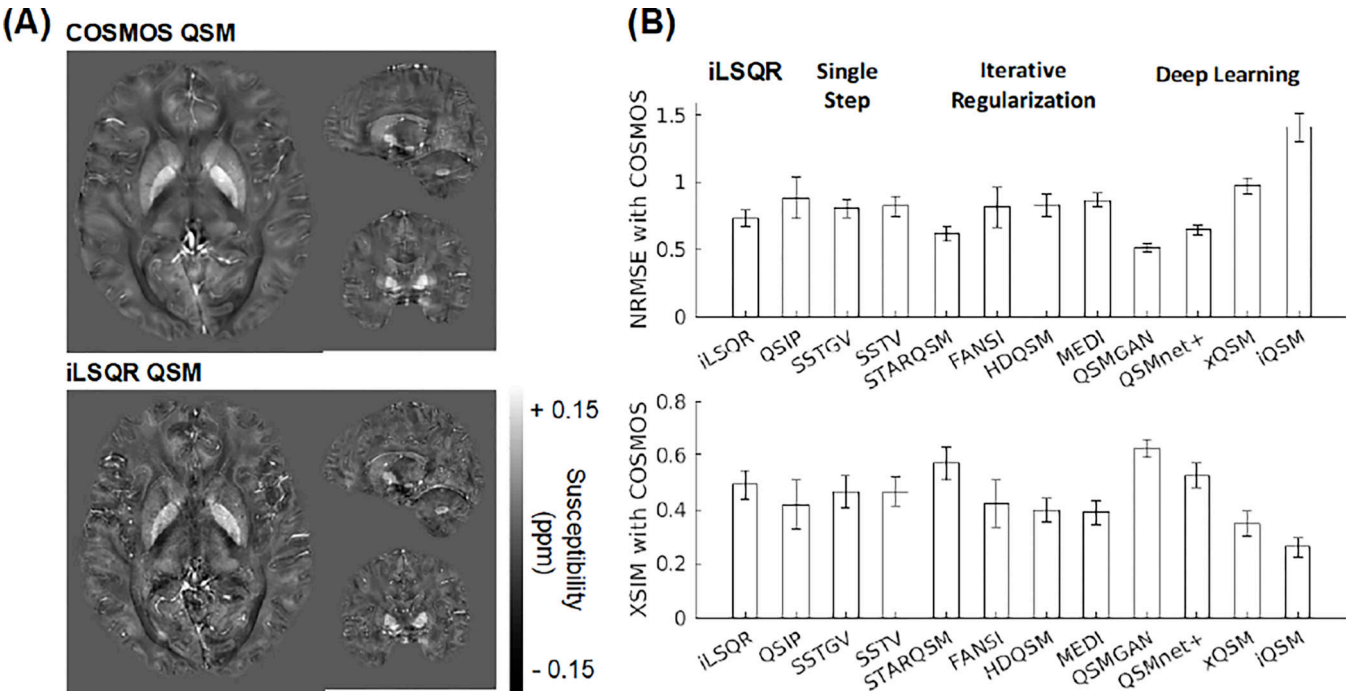 (A)
COSMOS QSM
iLSQR QSM
+ 0.15
Susceptibility
(ppm)
- 0.15
(B)
iLSQR
Single
Step
Iterative
Regularization
Deep Learning
NRMSE with COSMOS
1.5
1
0.5
0
iLSQR
QSIP
SSTGV
SSTV
STARQSM
FANSI
HDQSM
MEDI
QSMGAN
QSMnet+
xQSM
iQSM
XSIM with COSMOS
0.8
0.6
0.4
0.2
0
iLSQR
QSIP
SSTGV
SSTV
STARQSM
FANSI
HDQSM
MEDI
QSMGAN
QSMnet+
xQSM
iQSM